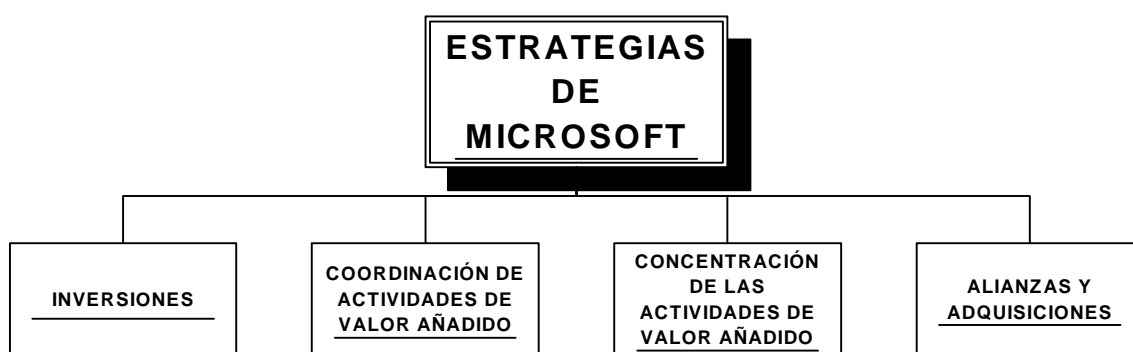 ESTRATEGIAS
DE
MICROSOFT
INVERSIONES
COORDINACIÓN DE
ACTIVIDADES DE
VALOR AÑADIDO
CONCENTRACIÓN
DE LAS
ACTIVIDADES DE
VALOR AÑADIDO
ALIANZAS Y
ADQUISICIONES